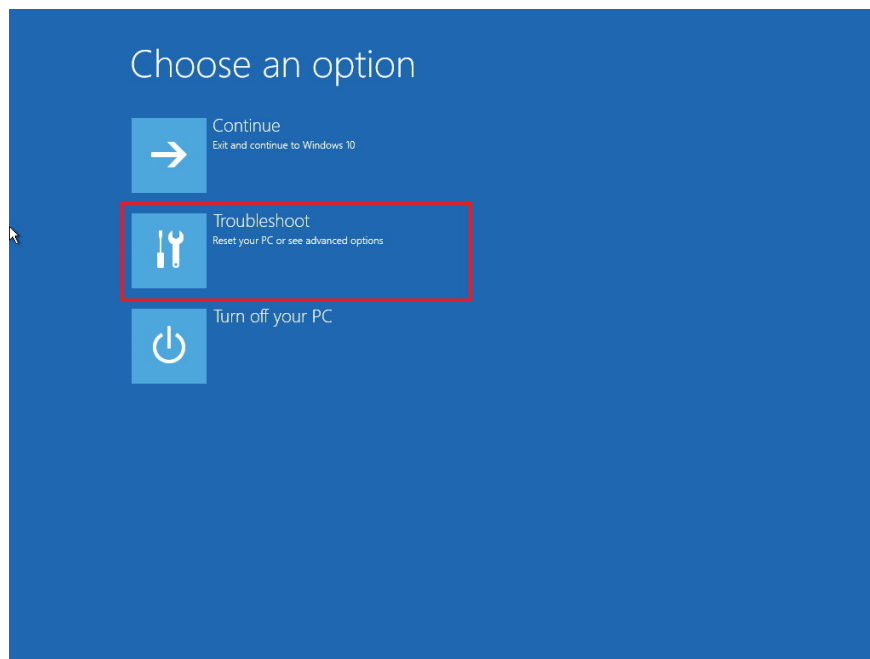 Choose an option
Continue
Exit and continue to Windows 10
Troubleshoot
Reset your PC or see advanced options
Turn off your PC